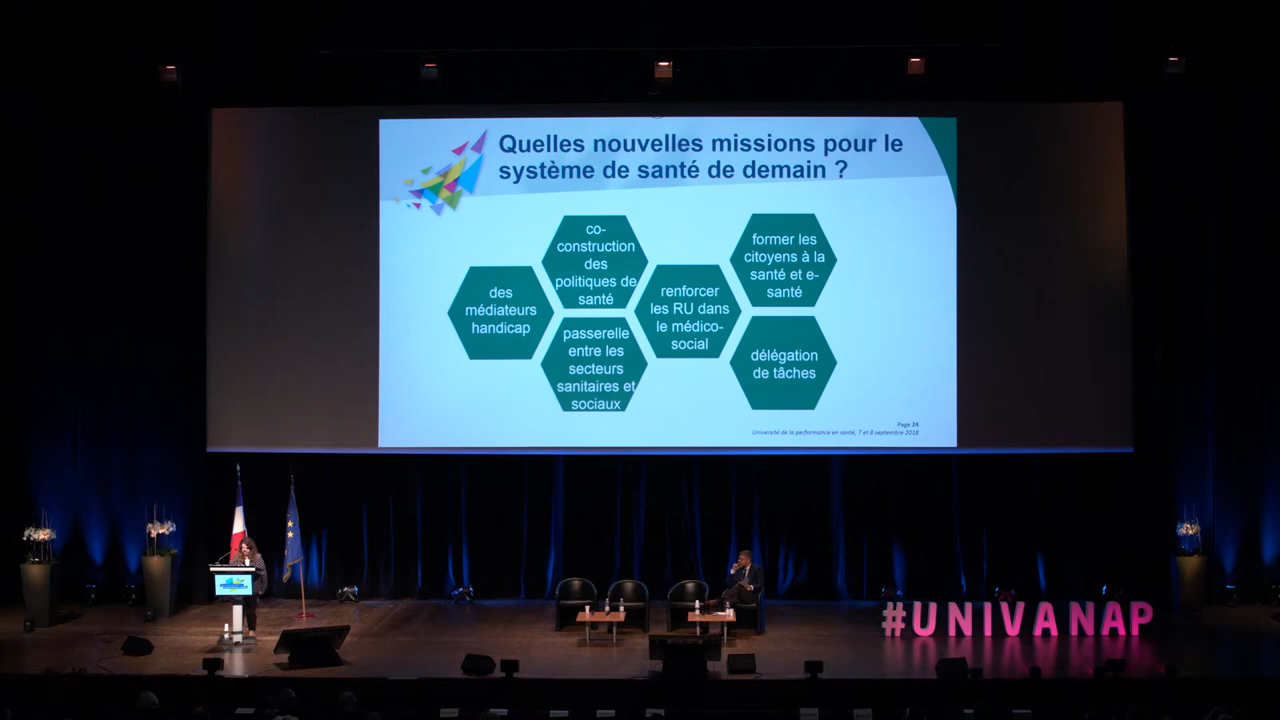 Quelles nouvelles missions pour le
système de santé de demain ?
des
médiateurs
handicap
co-
construction
des
politiques de
santé
passerelle
entre les
secteurs
sanitaires et
sociaux
renforcer
les RU dans
le médico-
social
former les
citoyens à la
santé et e-
santé
délégation
de tâches
Page 24
Université de la performance en santé, 7 et 8 septembre 2018
#UNIVANAP